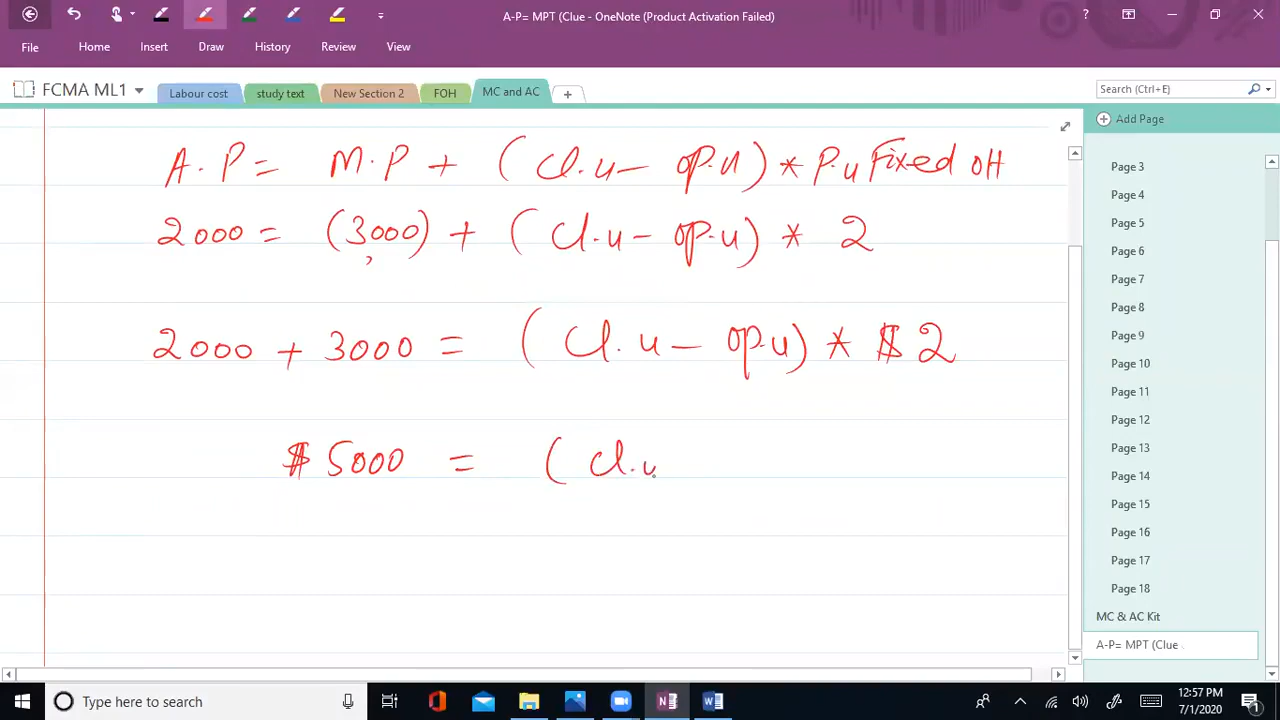 A-P= MPT (Clue - OneNote (Product Activation Failed)
File Home Insert Draw History Review View
FCMA ML1 Labour cost study text New Section 2 FOH MC and AC
Search (Ctrl+E)
Add Page
A.P = M.P + (Cl.u - op.u) * P.u Fixed OH
2000 = (3000) + (Cl.u - op.u) * 2
2000 + 3000 = (Cl.u - op.u) * $ 2
$ 5000 = (Cl.u
Page 3
Page 4
Page 5
Page 6
Page 7
Page 8
Page 9
Page 10
Page 11
Page 12
Page 13
Page 14
Page 15
Page 16
Page 17
Page 18
MC & AC Kit
A-P= MPT (Clue
Type here to search
12:57 PM
7/1/2020